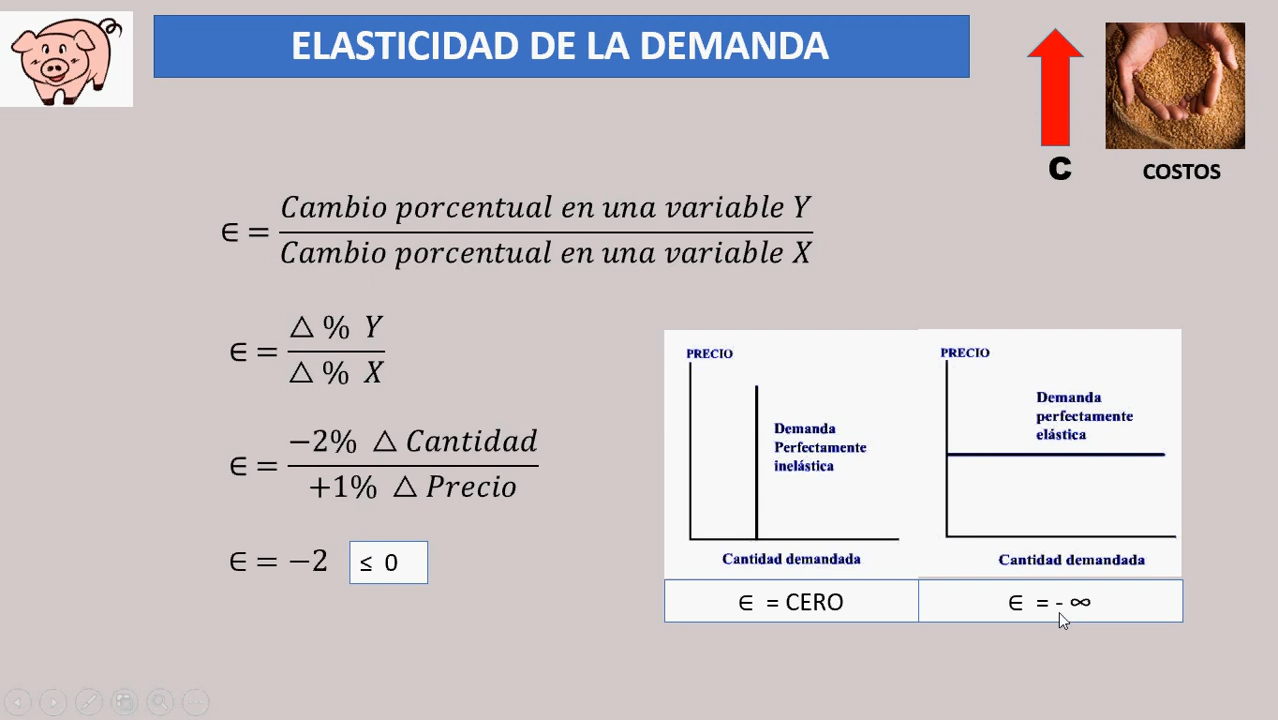 ELASTICIDAD DE LA DEMANDA
C
COSTOS
∈ = Cambio porcentual en una variable Y
Cambio porcentual en una variable X
∈ = △ % Y
△ % X
∈ = −2% △ Cantidad
+1% △ Precio
∈ = −2 ≤ 0
PRECIO
Demanda
Perfectamente
inelástica
Cantidad demandada
∈ = CERO
PRECIO
Demanda
perfectamente
elástica
Cantidad demandada
∈ = - ∞